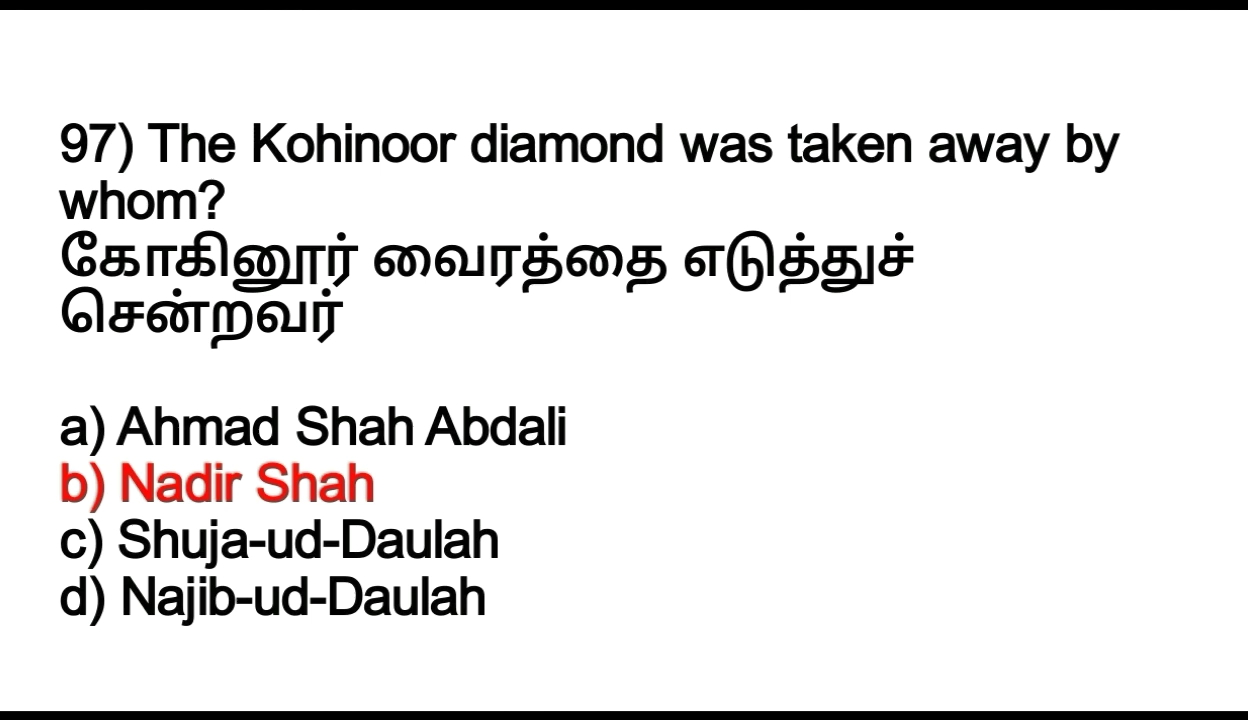 97) The Kohinoor diamond was taken away by
whom?
கோகினூர் வைரத்தை எடுத்துச்
சென்றவர்
a) Ahmad Shah Abdali
b) Nadir Shah
c) Shuja-ud-Daulah
d) Najib-ud-Daulah